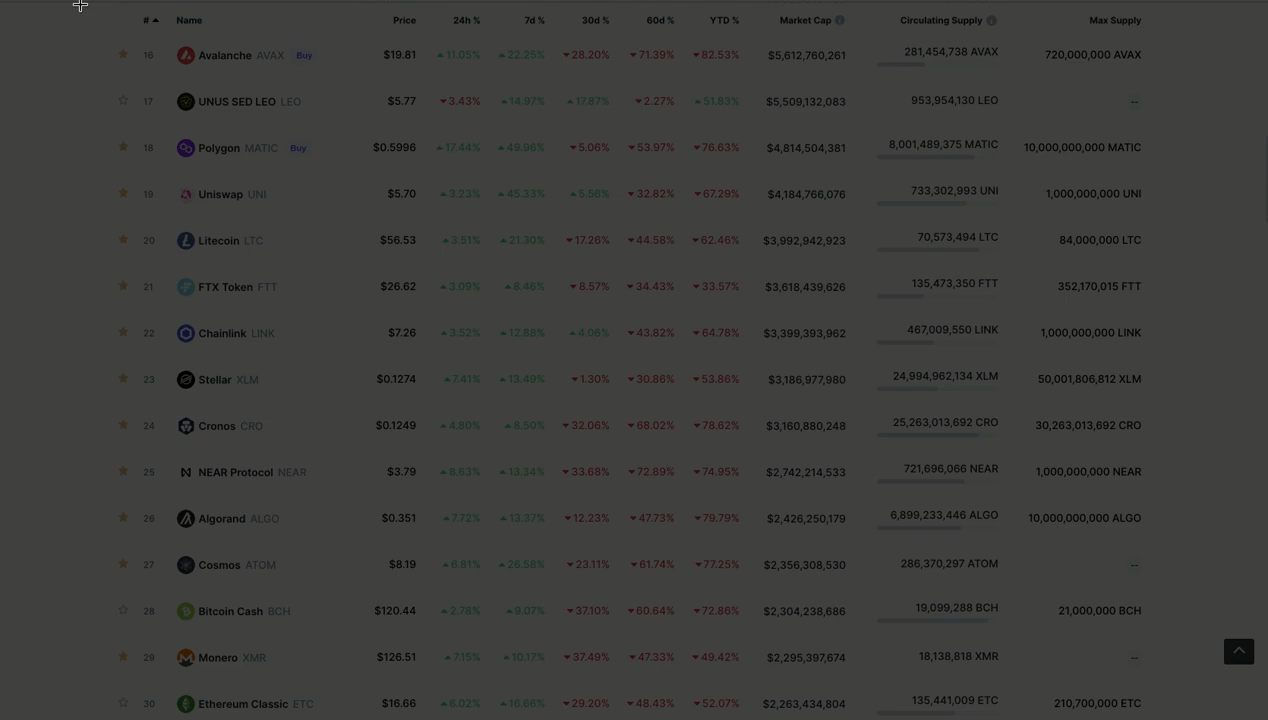 # Name Price 24h % 7d % 30d % 60d % YTD % Market Cap Circulating Supply Max Supply
16 Avalanche AVAX Buy $19.81 11.05% 22.25% 28.20% 71.39% 82.53% $5,612,760,261 281,454,738 AVAX 720,000,000 AVAX
17 UNUS SED LEO LEO $5.77 3.43% 14.97% 17.87% 2.27% 51.83% $5,509,132,083 953,954,130 LEO --
18 Polygon MATIC Buy $0.5996 17.44% 49.96% 5.06% 53.97% 76.63% $4,814,504,381 8,001,489,375 MATIC 10,000,000,000 MATIC
19 Uniswap UNI $5.70 3.23% 45.33% 5.56% 32.82% 67.29% $4,184,766,076 733,302,993 UNI 1,000,000,000 UNI
20 Litecoin LTC $56.53 3.51% 21.30% 17.26% 44.58% 62.46% $3,992,942,923 70,573,494 LTC 84,000,000 LTC
21 FTX Token FTT $26.62 3.09% 8.46% 8.57% 34.43% 33.57% $3,618,439,626 135,473,350 FTT 352,170,015 FTT
22 Chainlink LINK $7.26 3.52% 12.88% 4.06% 43.82% 64.78% $3,399,393,962 467,009,550 LINK 1,000,000,000 LINK
23 Stellar XLM $0.1274 7.41% 13.49% 1.30% 30.86% 53.86% $3,186,977,980 24,994,962,134 XLM 50,001,806,812 XLM
24 Cronos CRO $0.1249 4.80% 8.50% 32.06% 68.02% 78.62% $3,160,880,248 25,263,013,692 CRO 30,263,013,692 CRO
25 NEAR Protocol NEAR $3.79 8.63% 13.34% 33.68% 72.89% 74.95% $2,742,214,533 721,696,066 NEAR 1,000,000,000 NEAR
26 Algorand ALGO $0.351 7.72% 13.37% 12.23% 47.73% 79.79% $2,426,250,179 6,899,233,446 ALGO 10,000,000,000 ALGO
27 Cosmos ATOM $8.19 6.81% 26.58% 23.11% 61.74% 77.25% $2,356,308,530 286,370,297 ATOM --
28 Bitcoin Cash BCH $120.44 2.78% 9.07% 37.10% 60.64% 72.86% $2,304,238,686 19,099,288 BCH 21,000,000 BCH
29 Monero XMR $126.51 7.15% 10.17% 37.49% 47.33% 49.42% $2,295,397,674 18,138,818 XMR --
30 Ethereum Classic ETC $16.66 6.02% 16.66% 29.20% 48.43% 52.07% $2,263,434,804 135,441,009 ETC 210,700,000 ETC